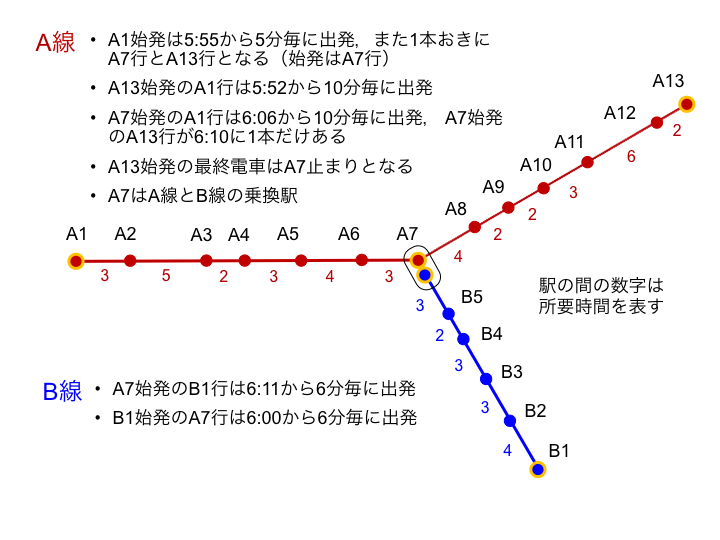 A線
• A1始発は5:55から5分毎に出発，また1本おきに
A7行とA13行となる（始発はA7行）
• A13始発のA1行は5:52から10分毎に出発
• A7始発のA1行は6:06から10分毎に出発，　A7始発
のA13行が6:10に1本だけある
• A13始発の最終電車はA7止まりとなる
• A7はA線とB線の乗換駅
A13
A12
2
A11
6
A10
3
A9
2
A8
2
4
A1 A2 A3 A4 A5 A6 A7
3 5 2 3 4 3
駅の間の数字は
所要時間を表す
3
B5
2
B4
3
B3
3
B2
4
B1
B線
• A7始発のB1行は6:11から6分毎に出発
• B1始発のA7行は6:00から6分毎に出発